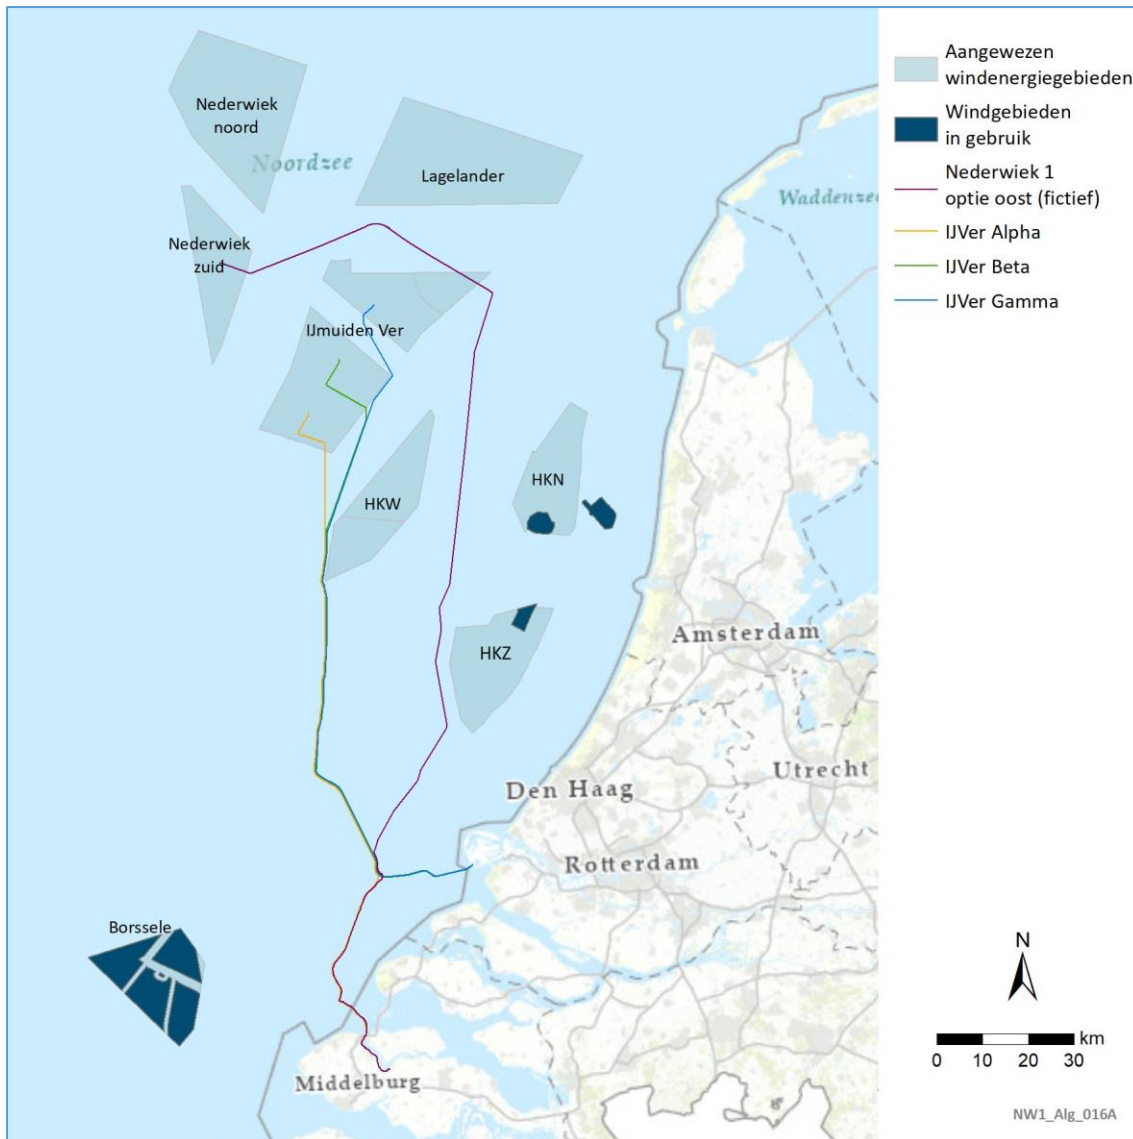 Nederwiek
noord
Noordzee
Lagelander
Nederwiek
zuid
IJmuiden Ver
HKW
HKN
HKZ
Borssele
Waddenzee
Amsterdam
Utrecht
Den Haag
Rotterdam
Middelburg
Aangewezen
windenergiegebieden
Windgebieden
in gebruik
Nederwiek 1
optie oost (fictief)
IJVer Alpha
IJVer Beta
IJVer Gamma
N
km
0 10 20 30
NW1_Alg_016A